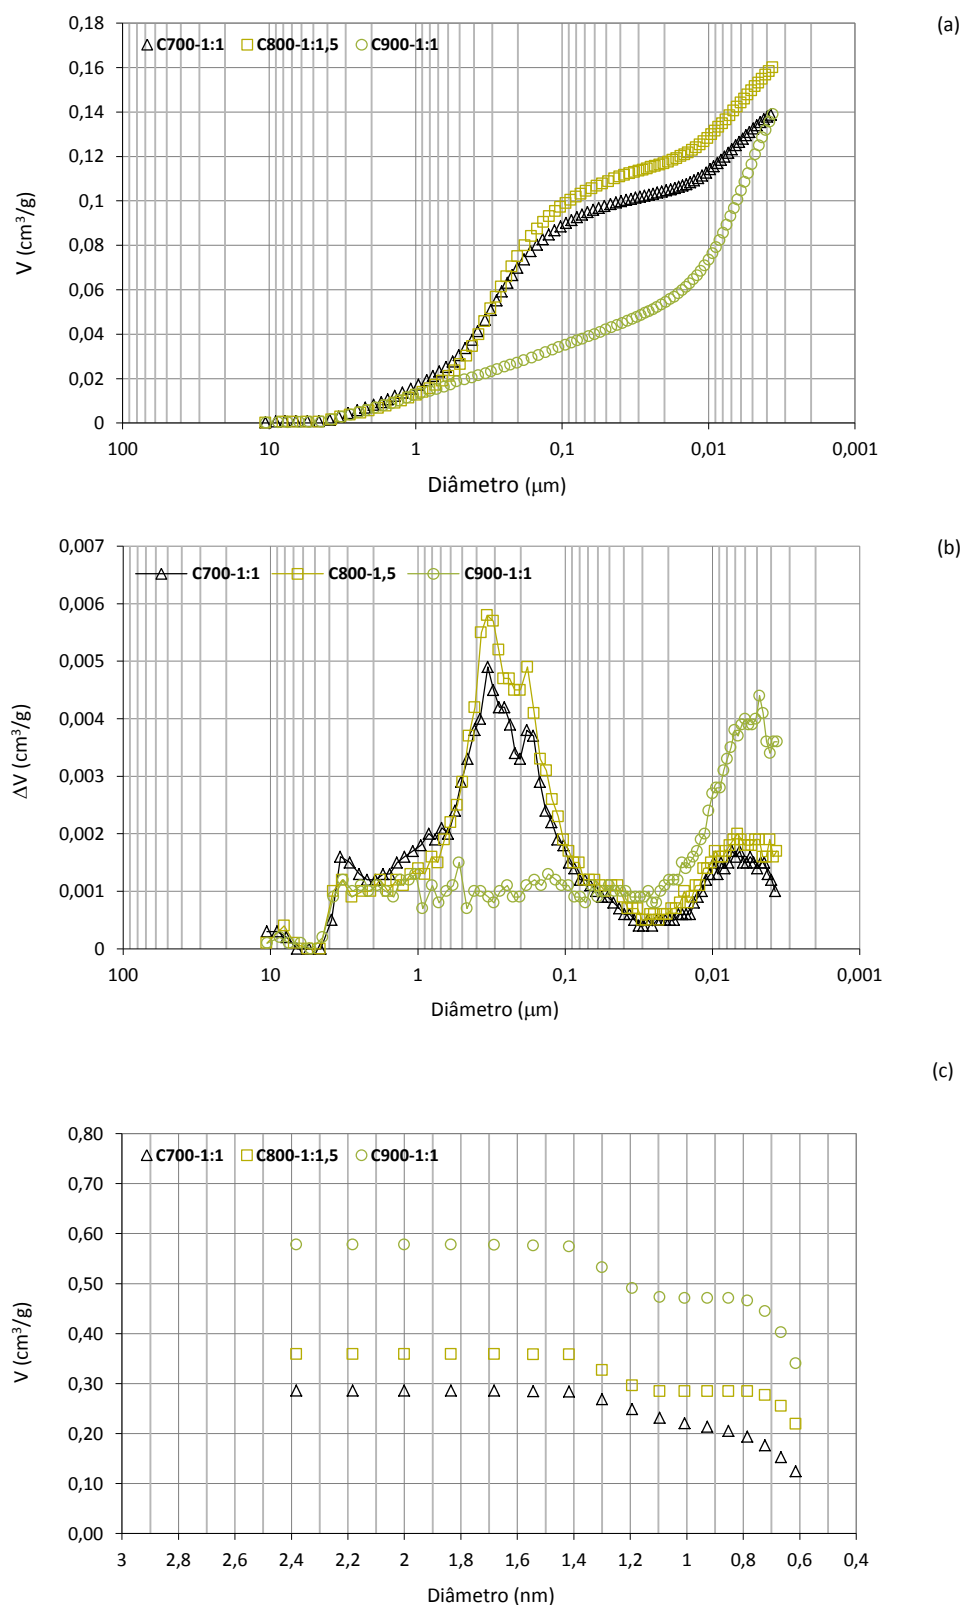 (a)
0,18
0,16
0,14
0,12
0,1
0,08
0,06
0,04
0,02
0
V (cm³/g)
C700-1:1 C800-1:1,5 C900-1:1
100 10 1 0,1 0,01 0,001
Diâmetro (μm)
(b)
0,007
0,006
0,005
0,004
0,003
0,002
0,001
0
ΔV (cm³/g)
C700-1:1 C800-1,5 C900-1:1
100 10 1 0,1 0,01 0,001
Diâmetro (μm)
(c)
0,80
0,70
0,60
0,50
0,40
0,30
0,20
0,10
0,00
V (cm³/g)
C700-1:1 C800-1:1,5 C900-1:1
3 2,8 2,6 2,4 2,2 2 1,8 1,6 1,4 1,2 1 0,8 0,6 0,4
Diâmetro (nm)